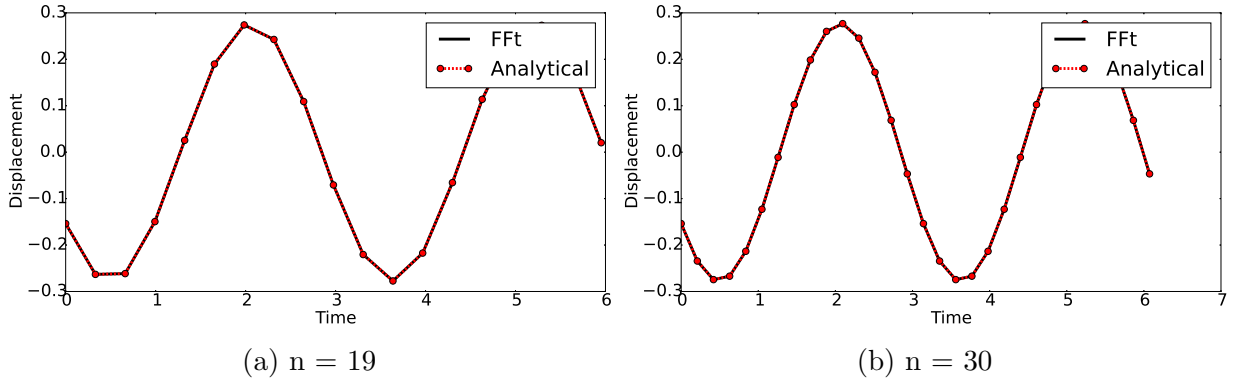 0.3
0.2
0.1
0.0
−0.1
−0.2
−0.3
Displacement
0 1 2 3 4 5 6
Time
FFt
Analytical
(a) n = 19
0.3
0.2
0.1
0.0
−0.1
−0.2
−0.3
Displacement
0 1 2 3 4 5 6 7
Time
FFt
Analytical
(b) n = 30